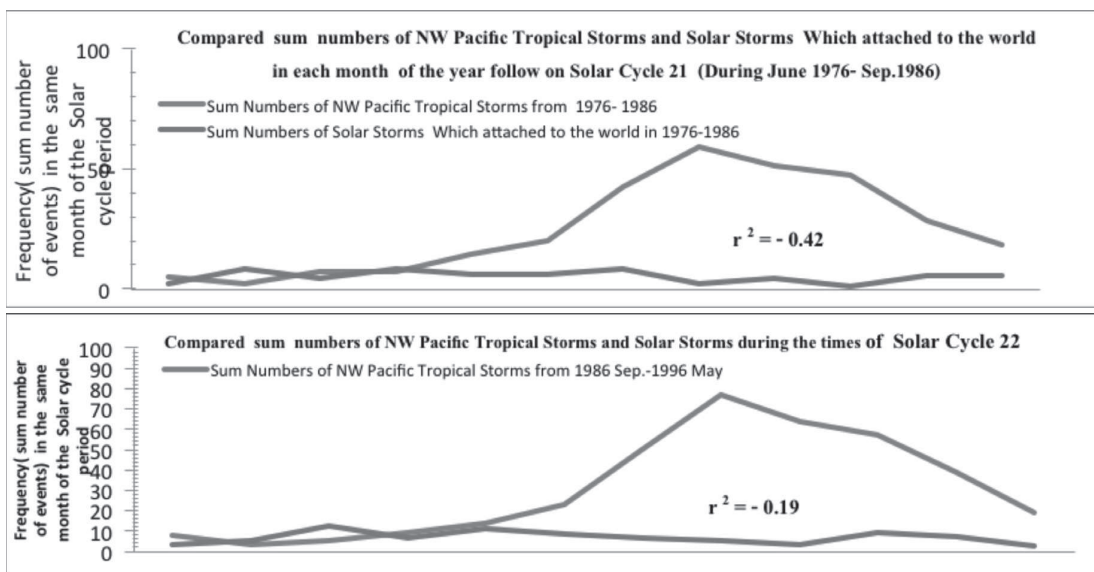 Compared sum numbers of NW Pacific Tropical Storms and Solar Storms Which attached to the world
in each month of the year follow on Solar Cycle 21 (During June 1976- Sep.1986)
Sum Numbers of NW Pacific Tropical Storms from 1976- 1986
Sum Numbers of Solar Storms Which attached to the world in 1976-1986
Frequency( sum number
of events) in the same
month of the Solar
cycle period
100
50
0
r 2 = - 0.42
Compared sum numbers of NW Pacific Tropical Storms and Solar Storms during the times of Solar Cycle 22
Sum Numbers of NW Pacific Tropical Storms from 1986 Sep.-1996 May
Frequency( sum number
of events) in the same
month of the Solar cycle
period
100
90
80
70
60
50
40
30
20
10
0
r 2 = - 0.19